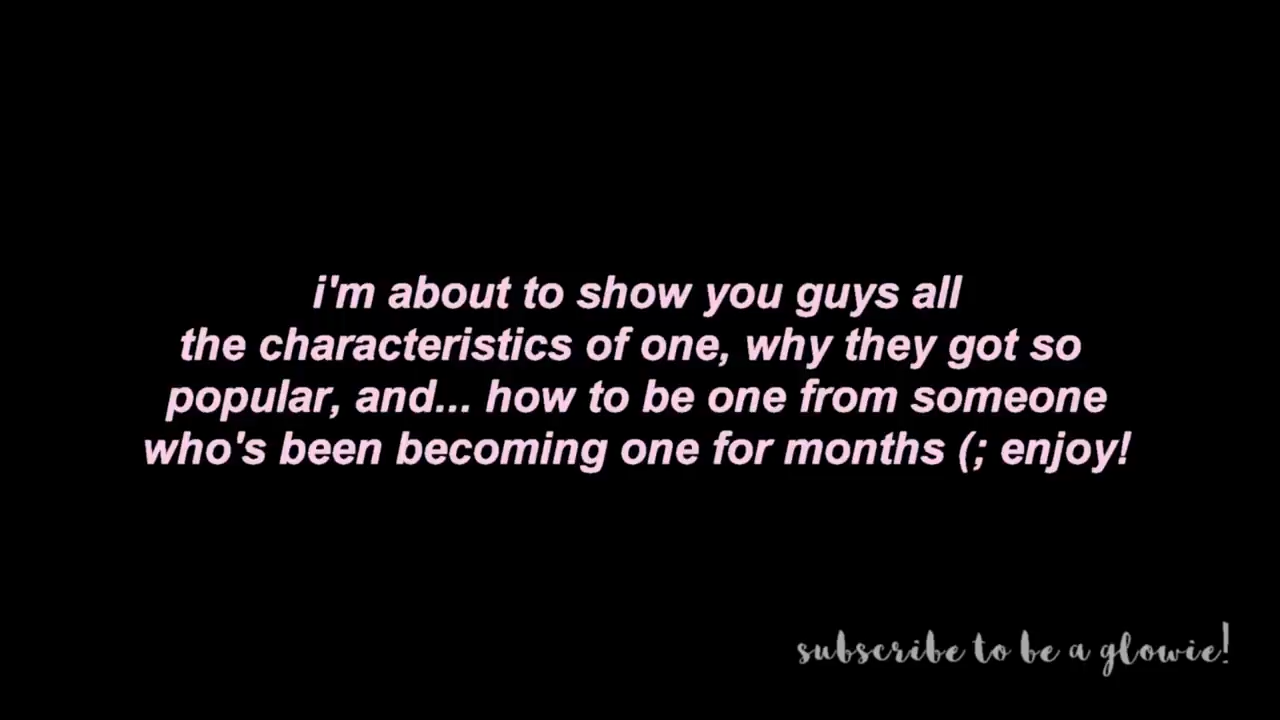 i'm about to show you guys all
the characteristics of one, why they got so
popular, and... how to be one from someone
who's been becoming one for months (; enjoy!
subscribe to be a glowie!